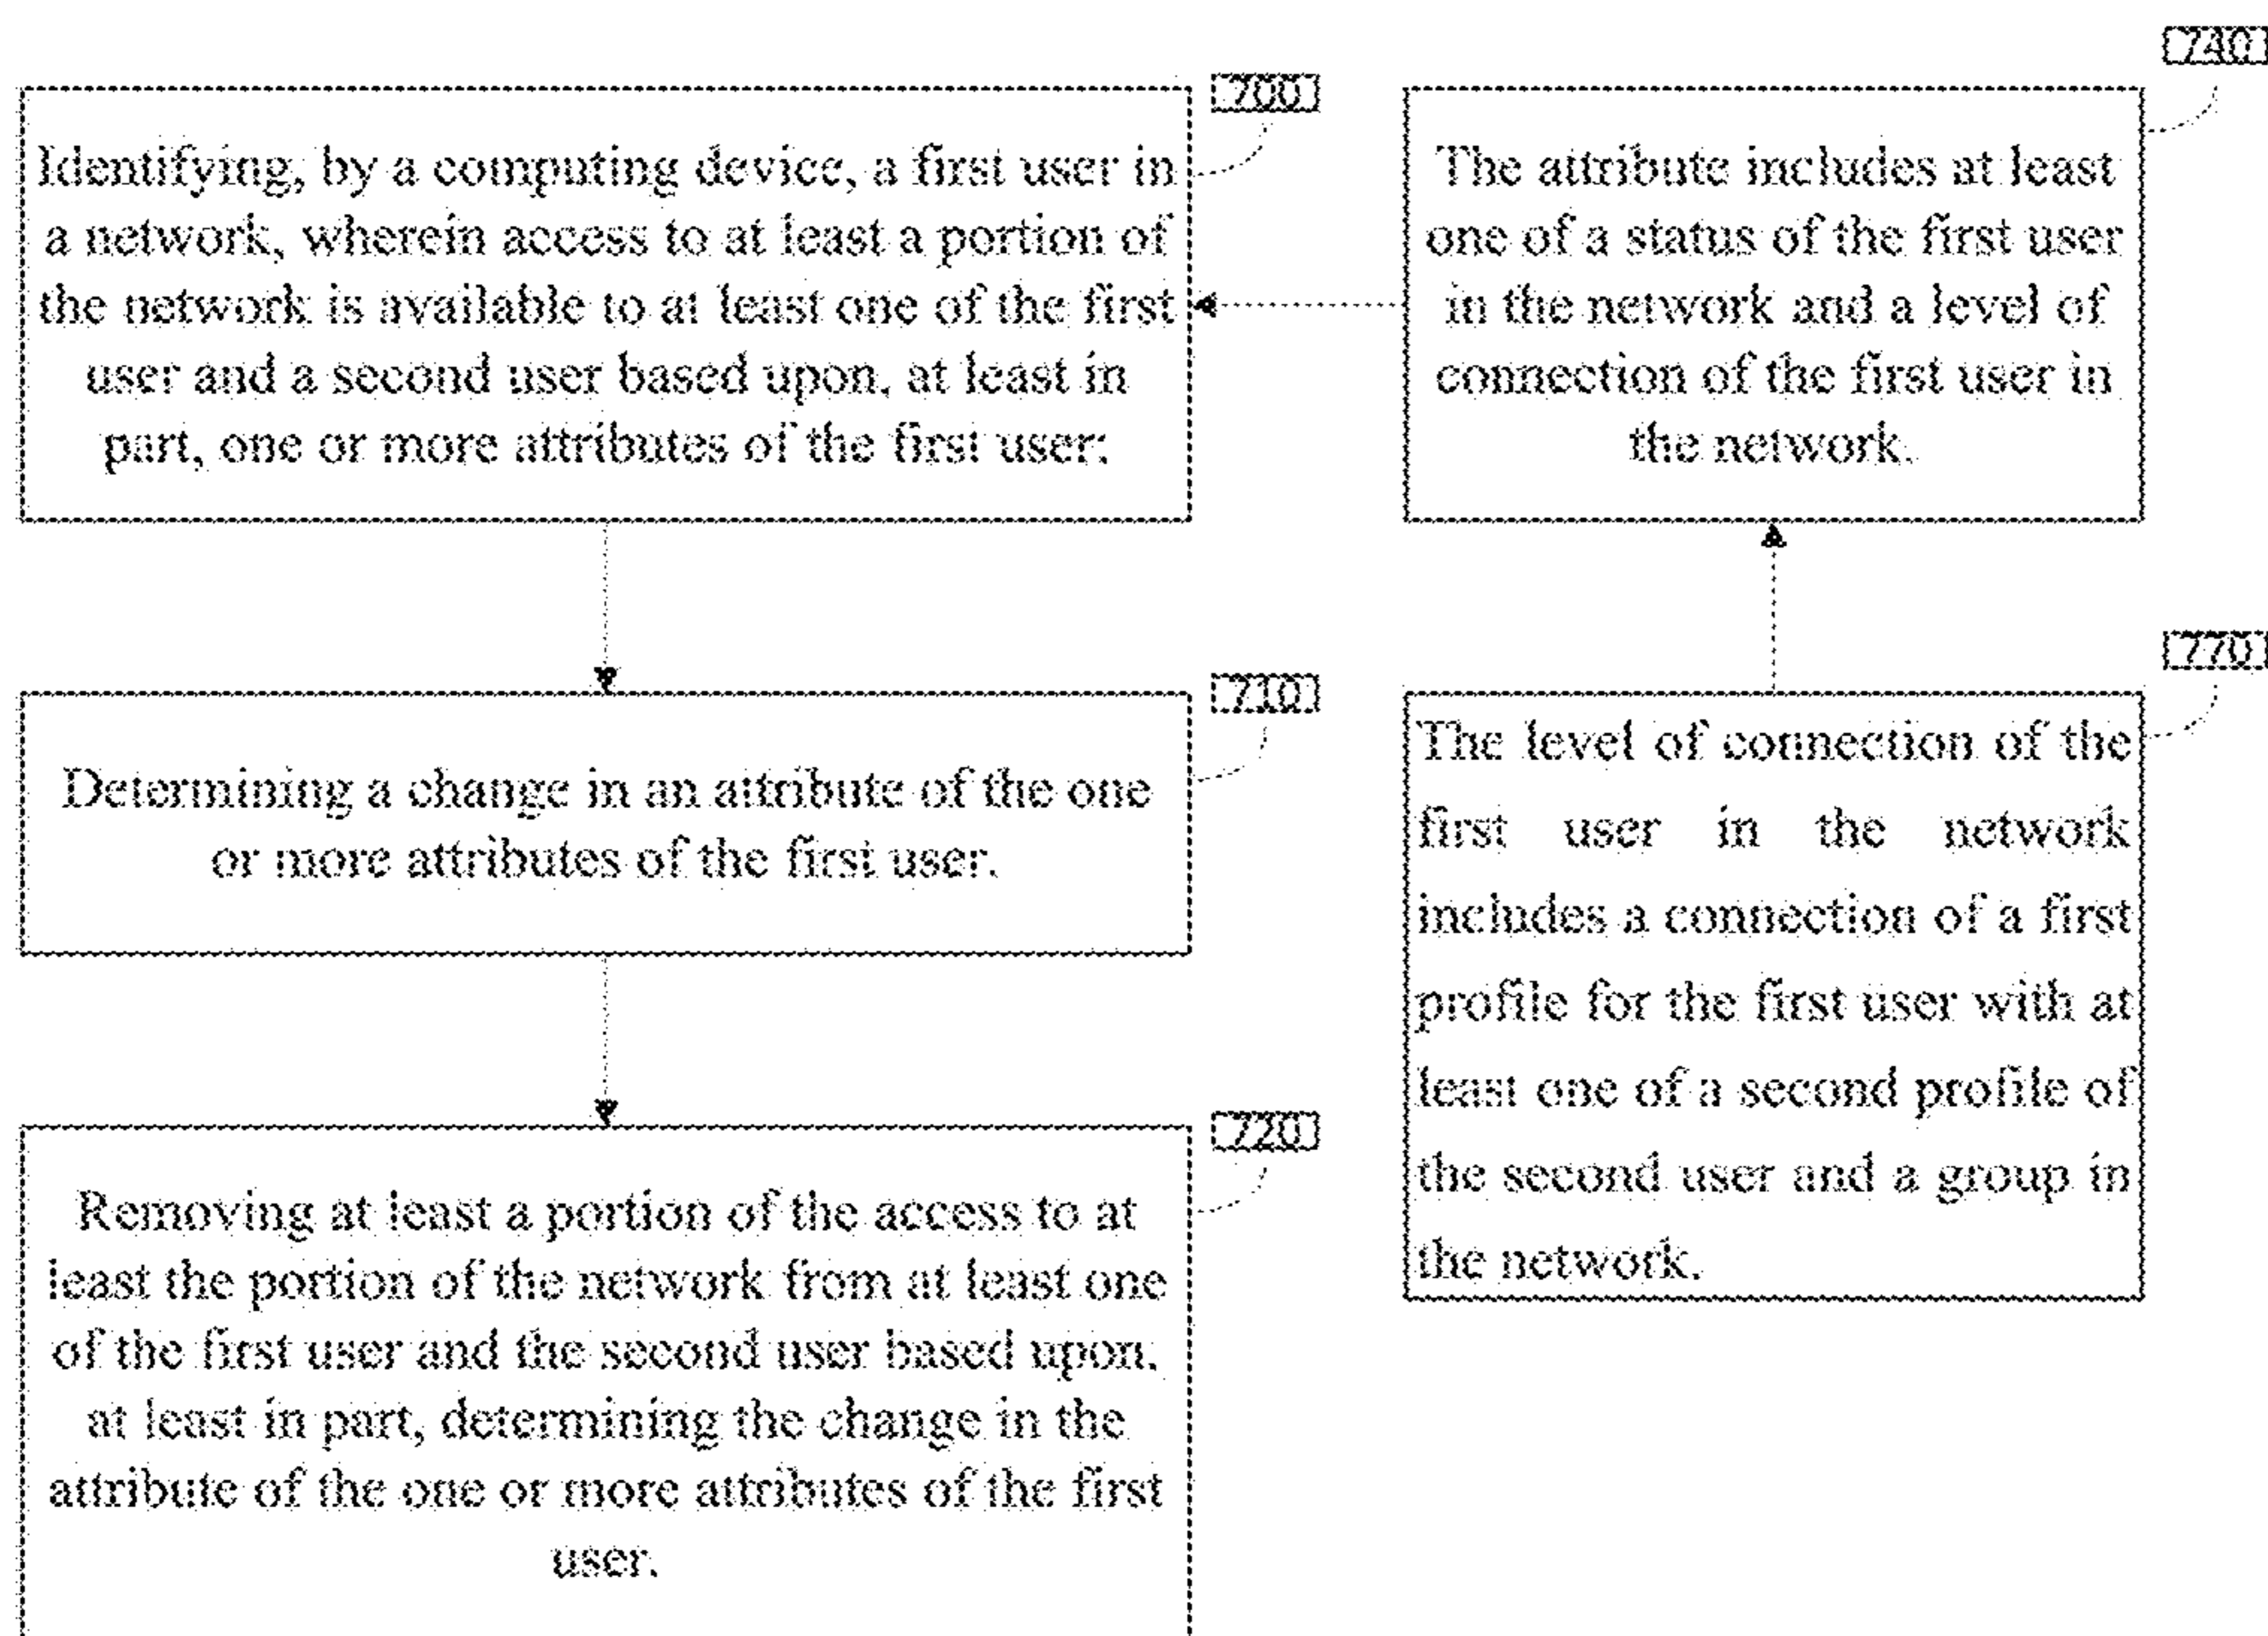 700
Identifying, by a computing device, a first user in
a network, wherein access to at least a portion of
the network is available to at least one of the first
user and a second user based upon, at least in
part, one or more attributes of the first user;
740
The attribute includes at least
one of a status of the first user
in the network and a level of
connection of the first user in
the network.
710
Determining a change in an attribute of the one
or more attributes of the first user.
770
The level of connection of the
first user in the network
includes a connection of a first
profile for the first user with at
least one of a second profile of
the second user and a group in
the network.
720
Removing at least a portion of the access to at
least the portion of the network from at least one
of the first user and the second user based upon,
at least in part, determining the change in the
attribute of the one or more attributes of the first
user.